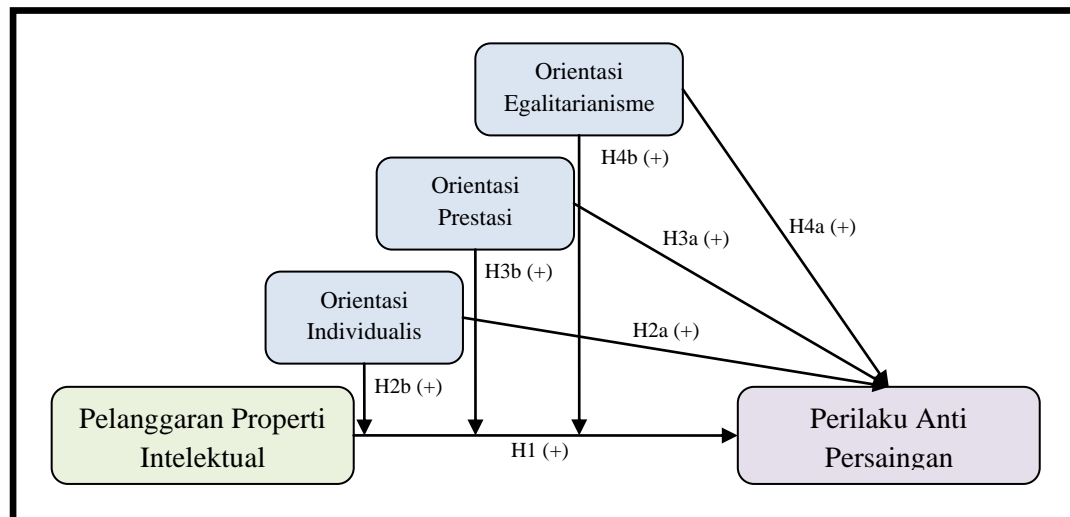 Orientasi
Egalitarianisme
H4b (+)
Orientasi
Prestasi
H3a (+)
H4a (+)
H3b (+)
Orientasi
Individualis
H2a (+)
H2b (+)
Pelanggaran Properti
Intelektual
H1 (+)
Perilaku Anti
Persaingan